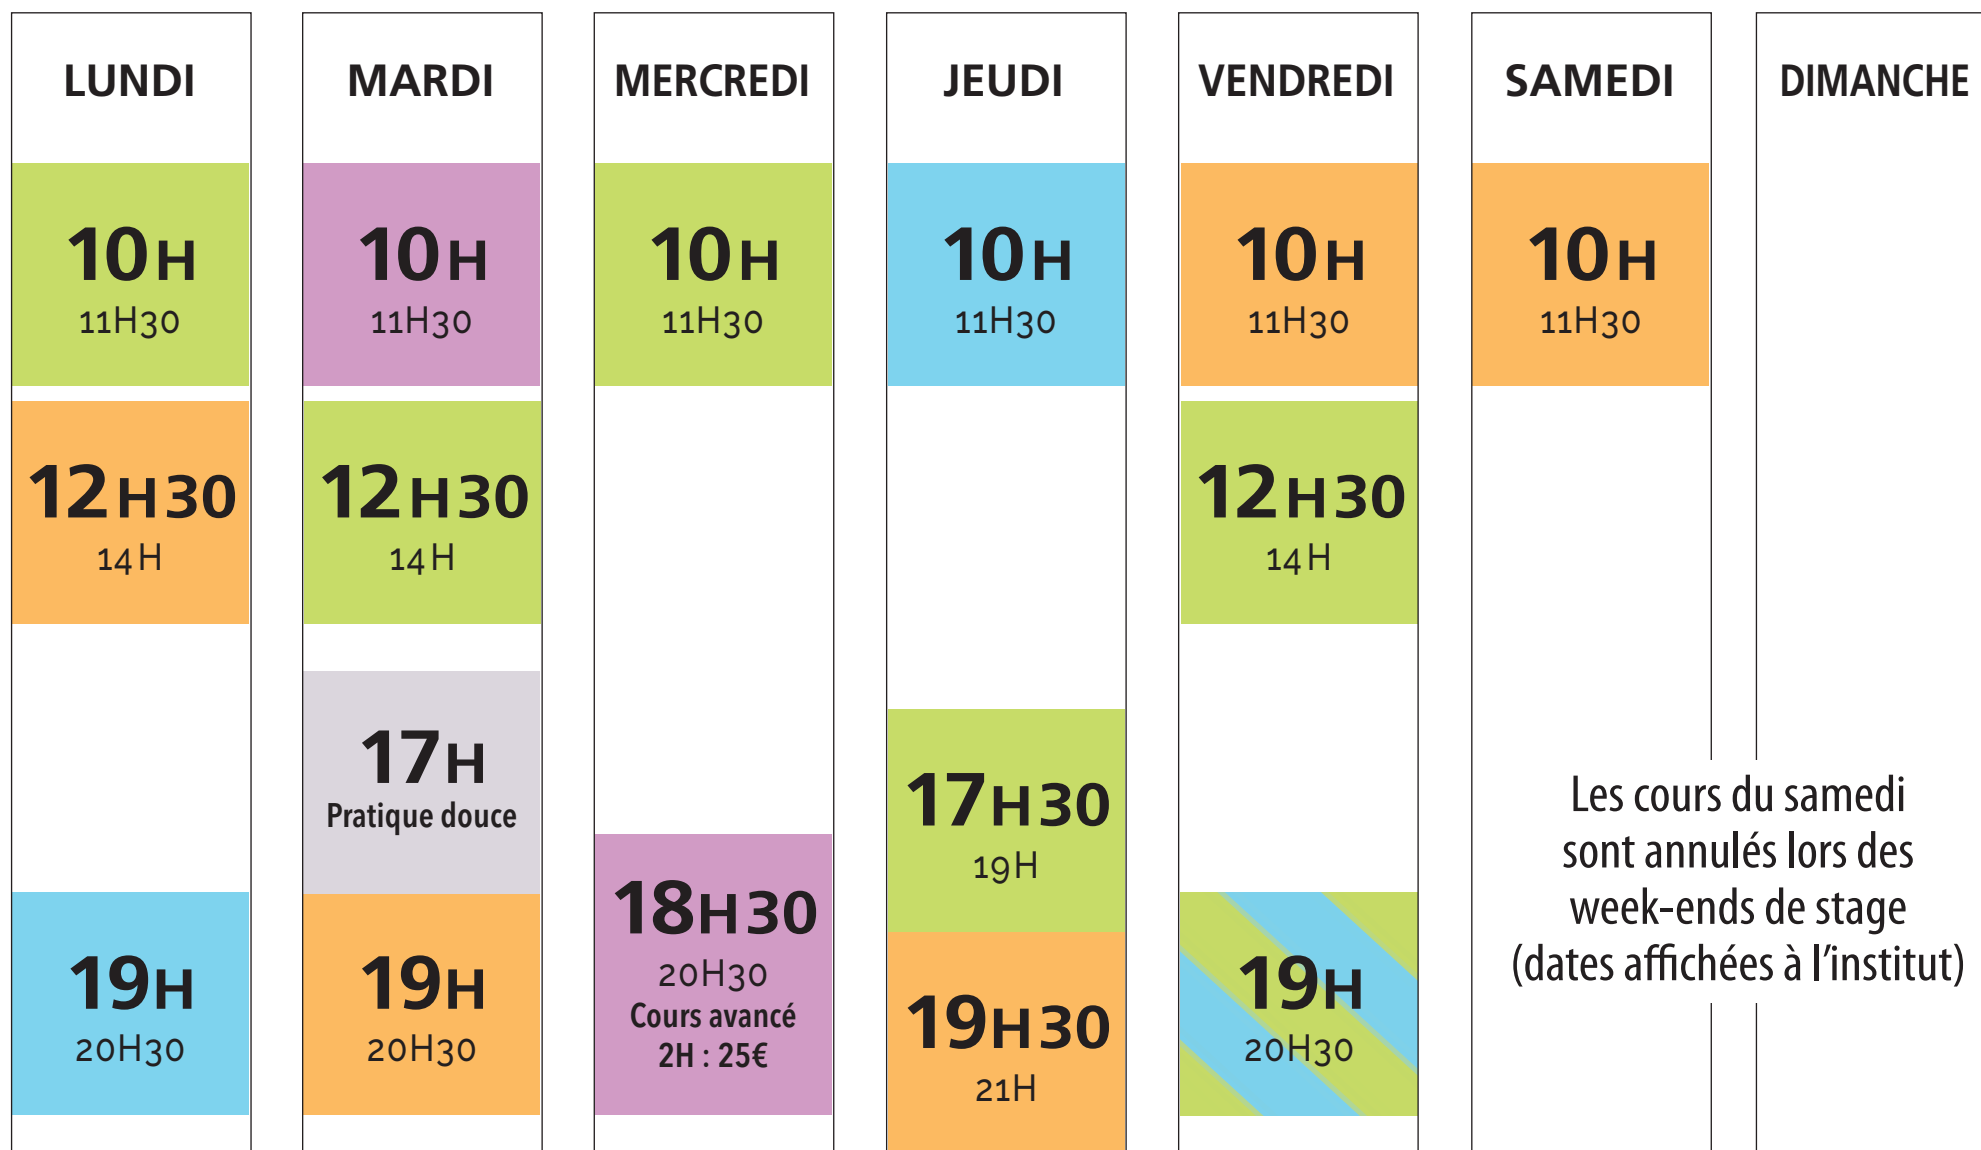 LUNDI
10H
11H30
12H30
14H
19H
20H30
MARDI
10H
11H30
12H30
14H
17H
Pratique douce
19H
20H30
MERCREDI
10H
11H30
18H30
20H30
Cours avancé
2H : 25€
JEUDI
10H
11H30
17H30
19H
19H30
21H
VENDREDI
10H
11H30
12H30
14H
19H
20H30
SAMEDI
10H
11H30
DIMANCHE
Les cours du samedi
sont annulés lors des
week-ends de stage
(dates affichées à l'institut)